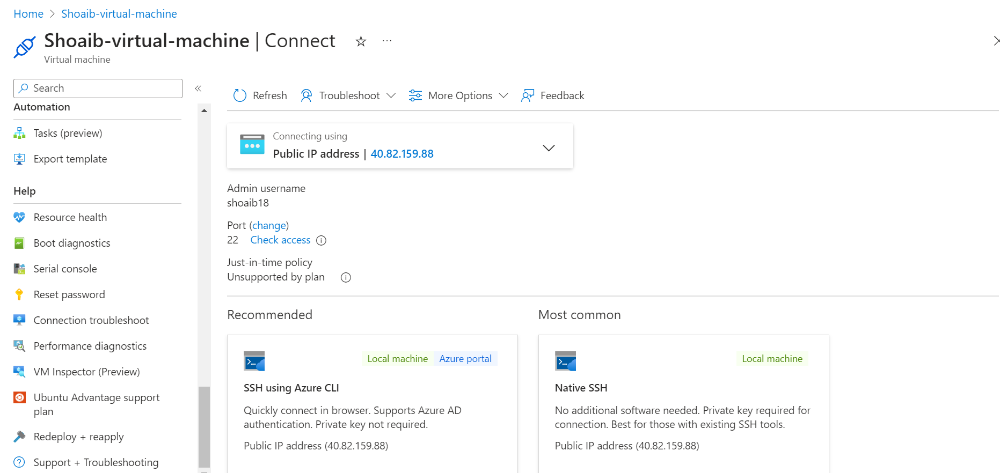 Home > Shoaib-virtual-machine
Shoaib-virtual-machine | Connect
Virtual machine
Search
Automation
Tasks (preview)
Export template
Help
Resource health
Boot diagnostics
Serial console
Reset password
Connection troubleshoot
Performance diagnostics
VM Inspector (Preview)
Ubuntu Advantage support
plan
Redeploy + reapply
Support + Troubleshooting
Refresh Troubleshoot More Options Feedback
Connecting using
Public IP address | 40.82.159.88
Admin username
shoaib18
Port (change)
22 Check access
Just-in-time policy
Unsupported by plan
Recommended
Local machine Azure portal
SSH using Azure CLI
Quickly connect in browser. Supports Azure AD
authentication. Private key not required.
Public IP address (40.82.159.88)
Most common
Local machine
Native SSH
No additional software needed. Private key required for
connection. Best for those with existing SSH tools.
Public IP address (40.82.159.88)